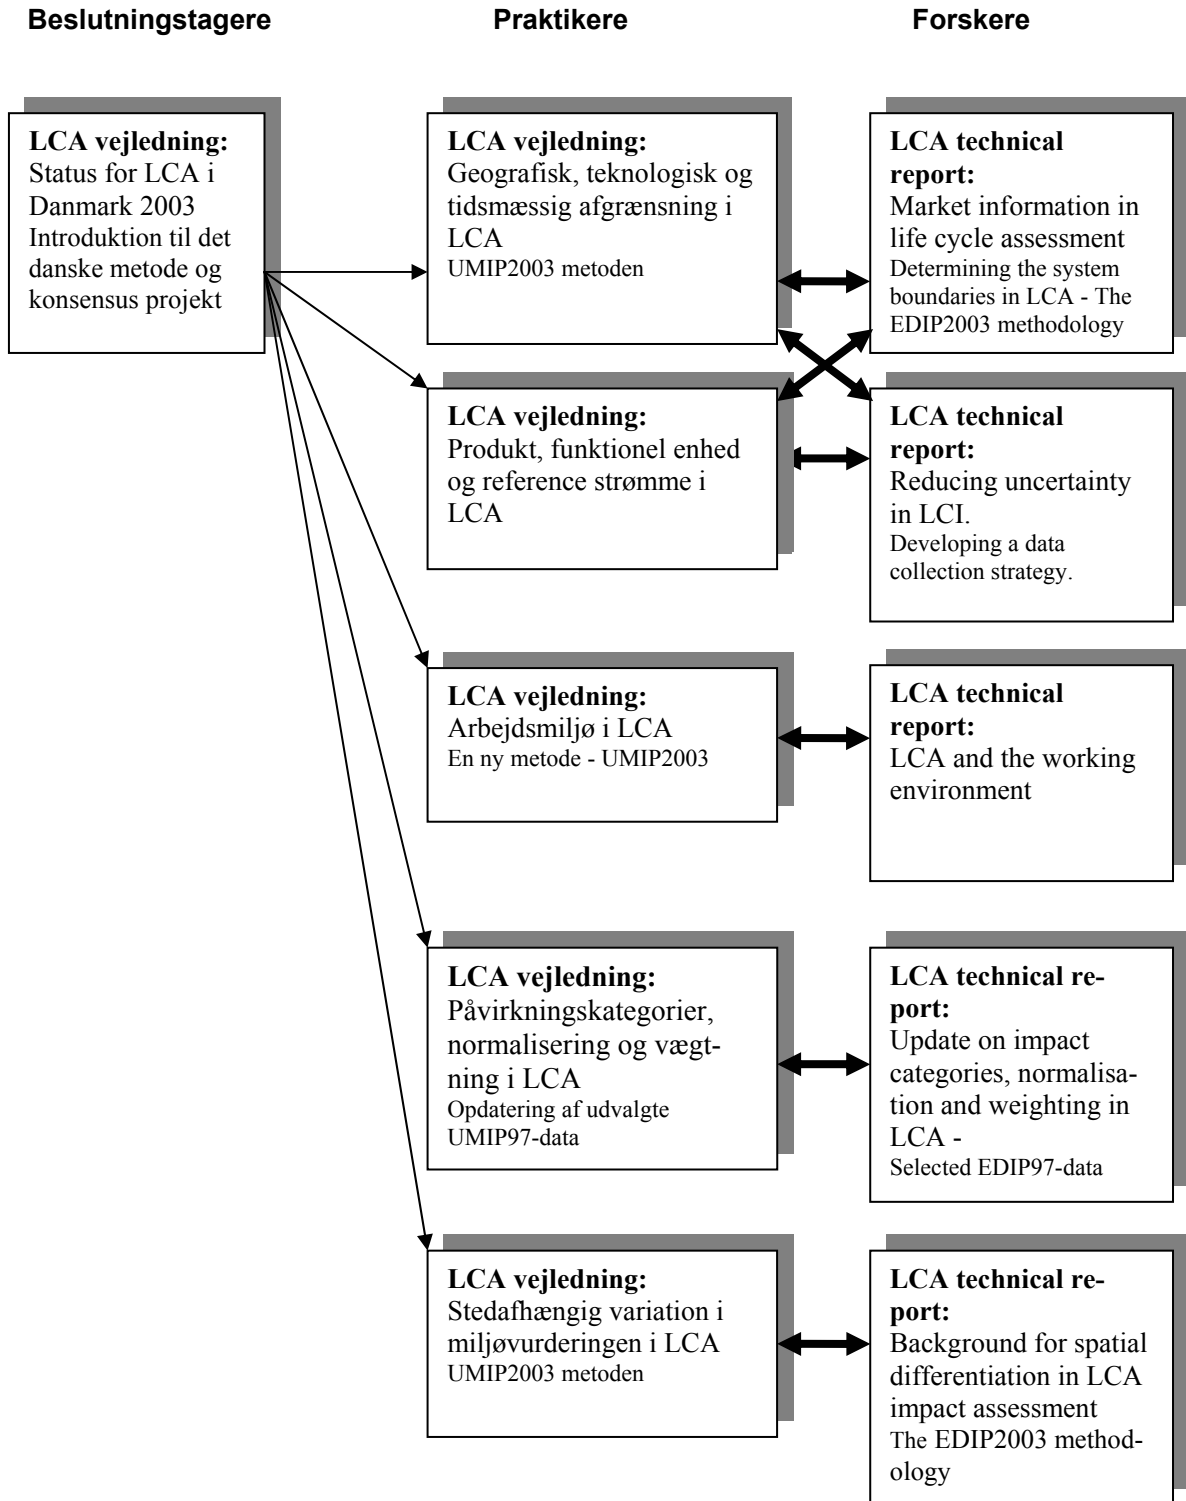 Beslutningstagere
Praktikere
Forskere
LCA vejledning:
Status for LCA i
Danmark 2003
Introduktion til det
danske metode og
konsensus projekt
LCA vejledning:
Geografisk, teknologisk og
tidsmæssig afgrænsning i
LCA
UMIP2003 metoden
LCA technical
report:
Market information in
life cycle assessment
Determining the system
boundaries in LCA - The
EDIP2003 methodology
LCA vejledning:
Produkt, funktionel enhed
og reference strømme i
LCA
LCA technical
report:
Reducing uncertainty
in LCI.
Developing a data
collection strategy.
LCA vejledning:
Arbejdsmiljø i LCA
En ny metode - UMIP2003
LCA technical
report:
LCA and the working
environment
LCA vejledning:
Påvirkningskategorier,
normalisering og vægt-
ning i LCA
Opdatering af udvalgte
UMIP97-data
LCA technical re-
port:
Update on impact
categories, normalisa-
tion and weighting in
LCA -
Selected EDIP97-data
LCA vejledning:
Stedafhængig variation i
miljøvurderingen i LCA
UMIP2003 metoden
LCA technical re-
port:
Background for spatial
differentiation in LCA
impact assessment
The EDIP2003 method-
ology